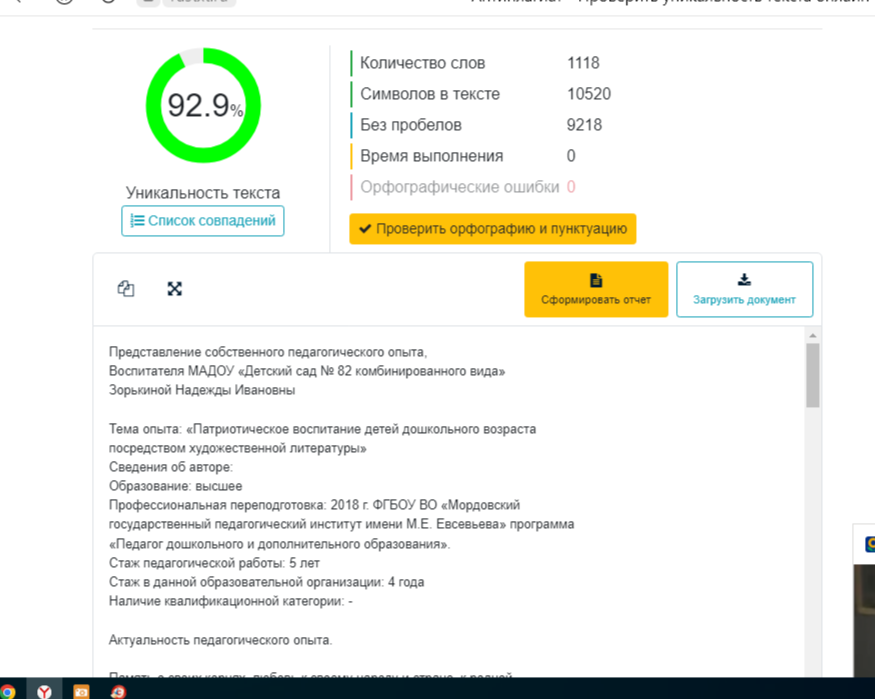 92.9%
Уникальность текста
Список совпадений
Количество слов 1118
Символов в тексте 10520
Без пробелов 9218
Время выполнения 0
Орфографические ошибки 0
Проверить орфографию и пунктуацию
Сформировать отчет
Загрузить документ
Представление собственного педагогического опыта,
Воспитателя МАДОУ «Детский сад № 82 комбинированного вида»
Зорькиной Надежды Ивановны
Тема опыта: «Патриотическое воспитание детей дошкольного возраста
посредством художественной литературы»
Сведения об авторе:
Образование: высшее
Профессиональная переподготовка: 2018 г. ФГБОУ ВО «Мордовский
государственный педагогический институт имени М.Е. Евсевьева» программа
«Педагог дошкольного и дополнительного образования».
Стаж педагогической работы: 5 лет
Стаж в данной образовательной организации: 4 года
Наличие квалификационной категории: -
Актуальность педагогического опыта.